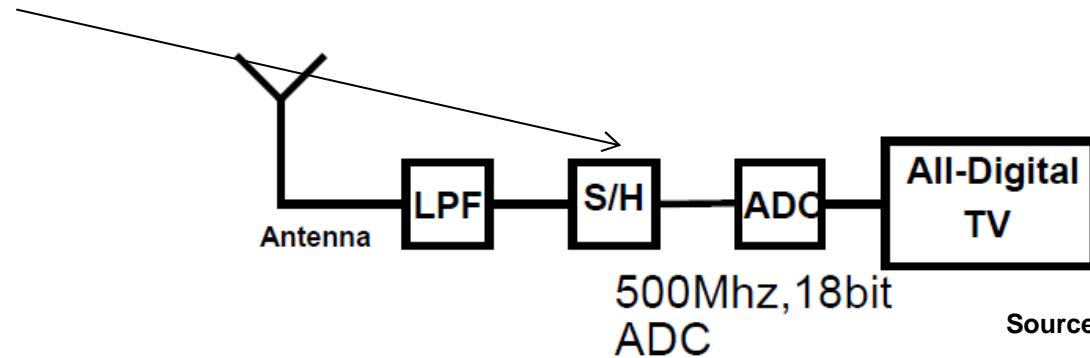 Antenna
LPF
S/H
ADC
All-Digital
TV
500Mhz,18bit
ADC
Source